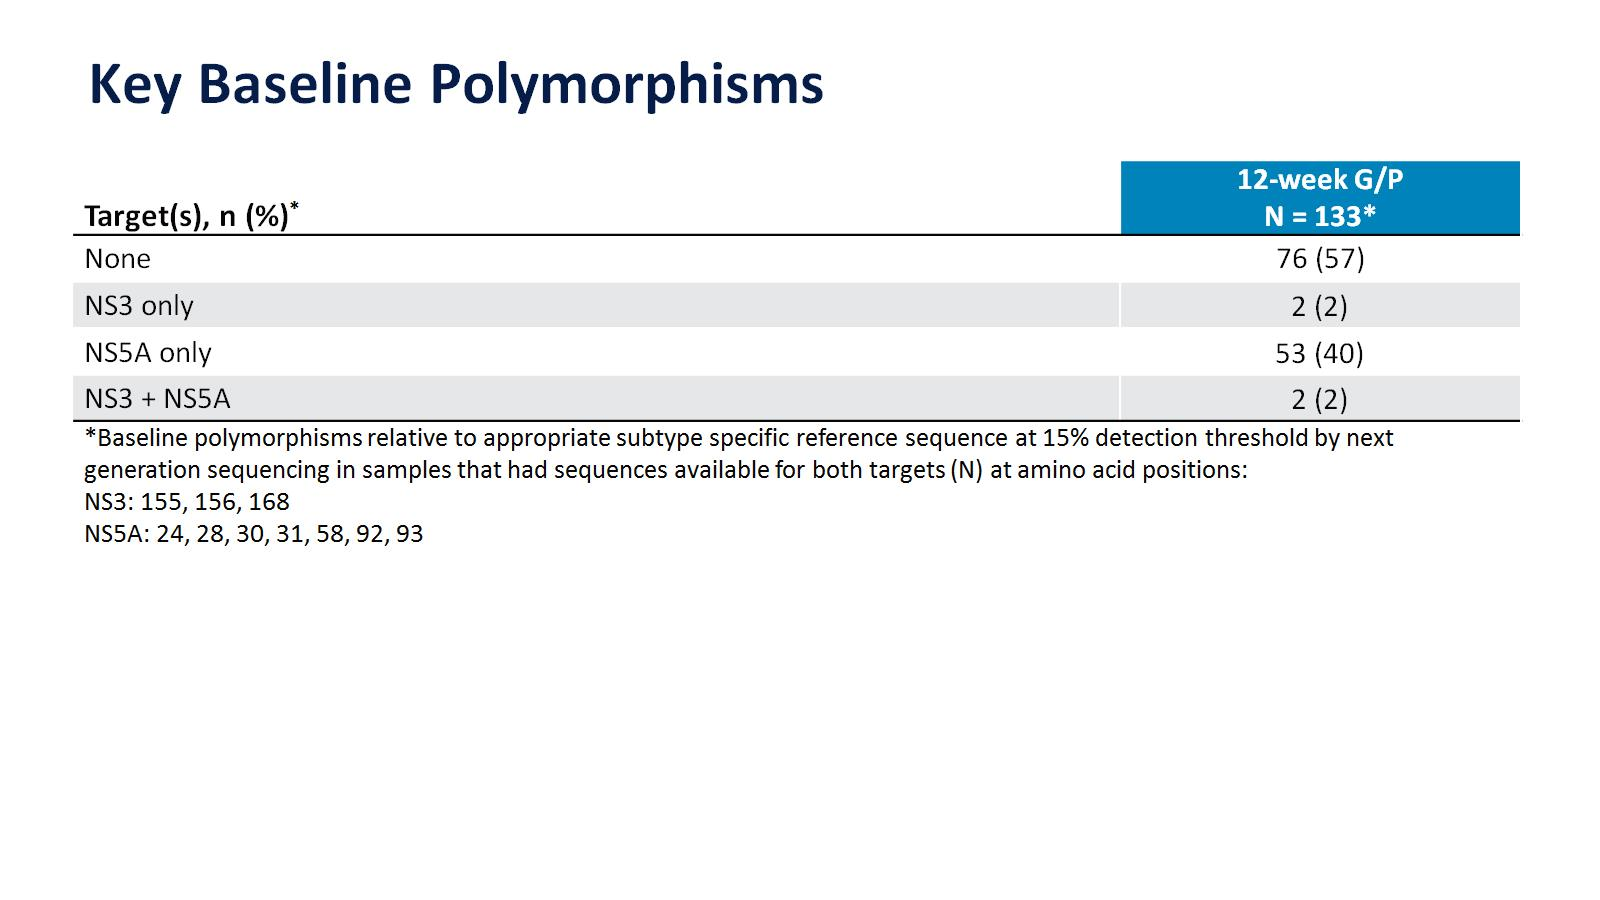 Key Baseline Polymorphisms
12-week G/P
Target(s), n (%)* N = 133*
None 76 (57)
NS3 only 2 (2)
NS5A only 53 (40)
NS3 + NS5A 2 (2)
*Baseline polymorphisms relative to appropriate subtype specific reference sequence at 15% detection threshold by next
generation sequencing in samples that had sequences available for both targets (N) at amino acid positions:
NS3: 155, 156, 168
NS5A: 24, 28, 30, 31, 58, 92, 93